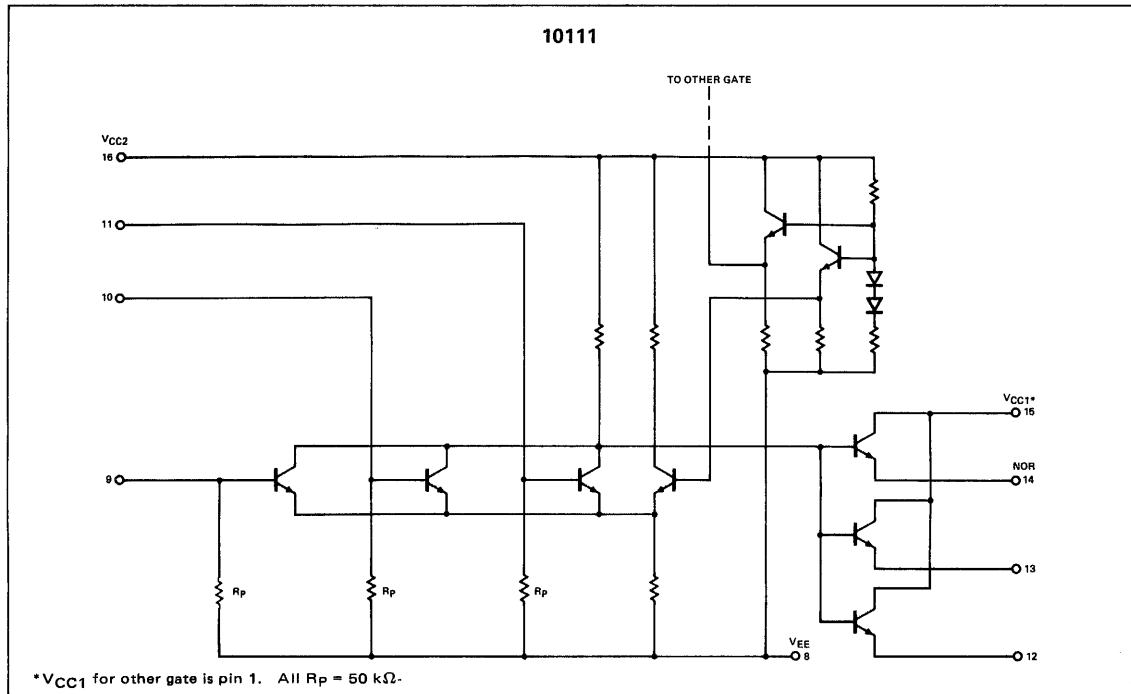 10111
TO OTHER GATE
VCC2
16
11
10
VCC1*
15
NOR
14
9
13
RP
RP
RP
VEE
8
12
*VCC1 for other gate is pin 1. All RP = 50 kΩ-